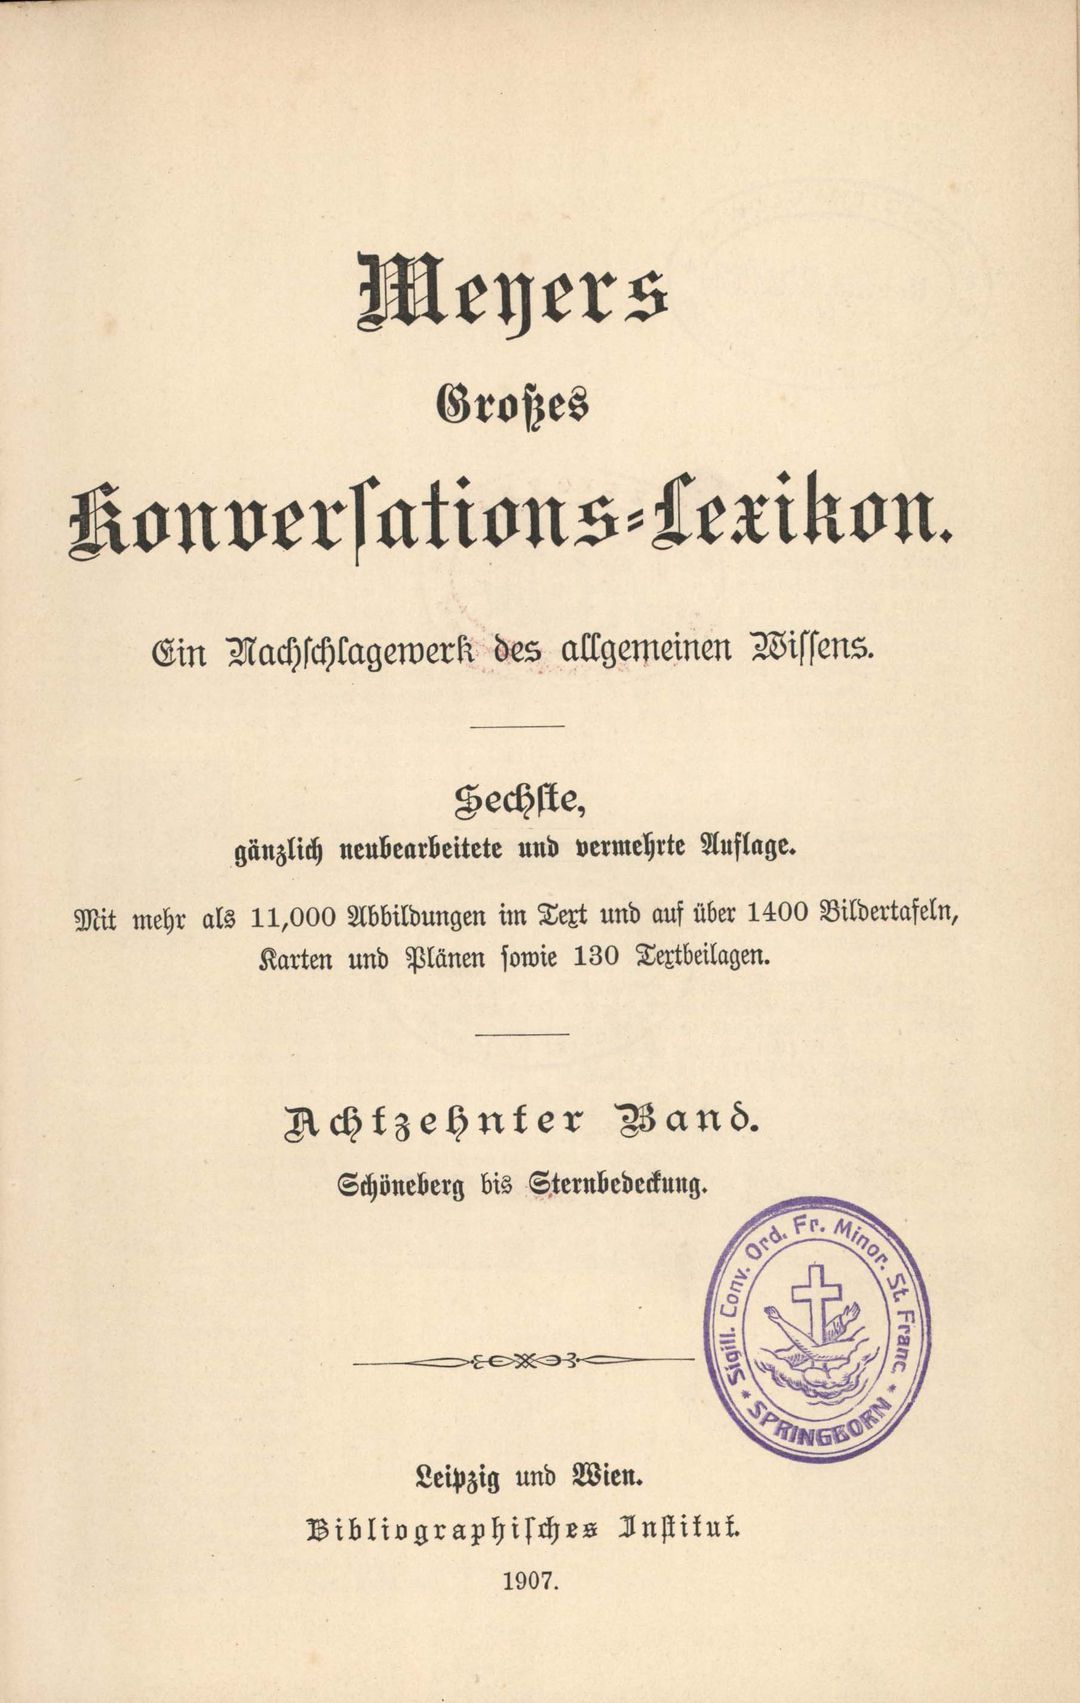 Meyers
Großes
Konversations-Lexikon.
Ein Nachschlagewerk des allgemeinen Wissens.
Sechste,
gänzlich neubearbeitete und vermehrte Auflage.
Mit mehr als 11,000 Abbildungen im Text und auf über 1400 Bildertafeln,
Karten und Plänen sowie 130 Textbeilagen.
Achtzehnter Band.
Schöneberg bis Sternbedeckung.
Sigill. Conv. Ord. Fr. Minor. St. Franc.
* SPRINGBORN *
Leipzig und Wien.
Bibliographisches Institut.
1907.